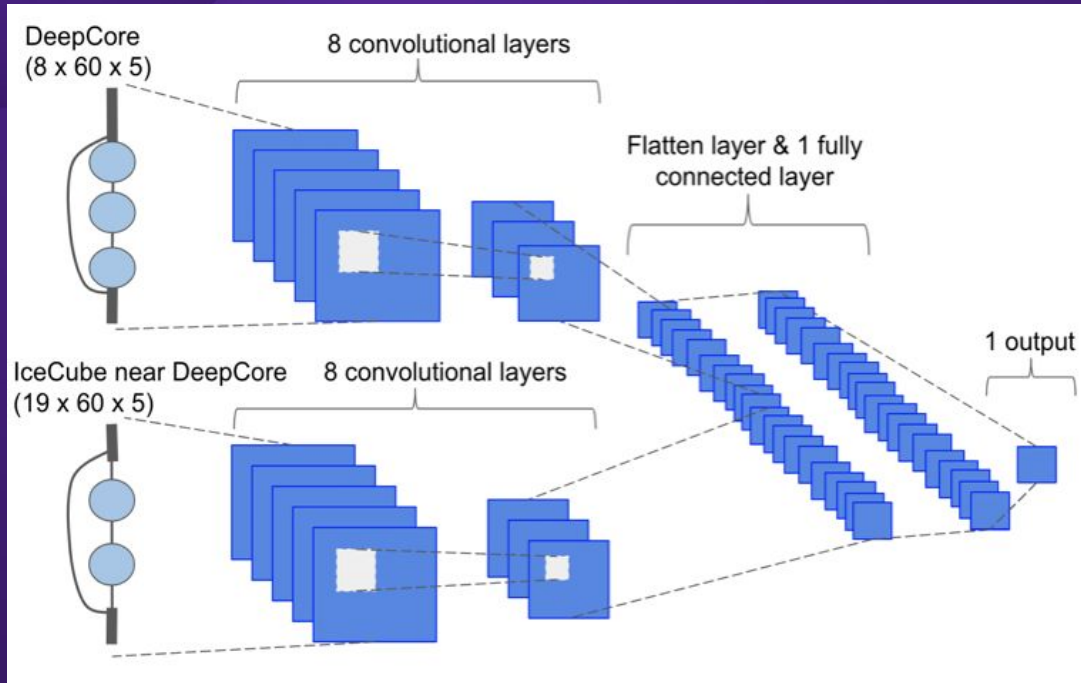 DeepCore
(8 x 60 x 5)
8 convolutional layers
Flatten layer & 1 fully
connected layer
1 output
IceCube near DeepCore
(19 x 60 x 5)
8 convolutional layers